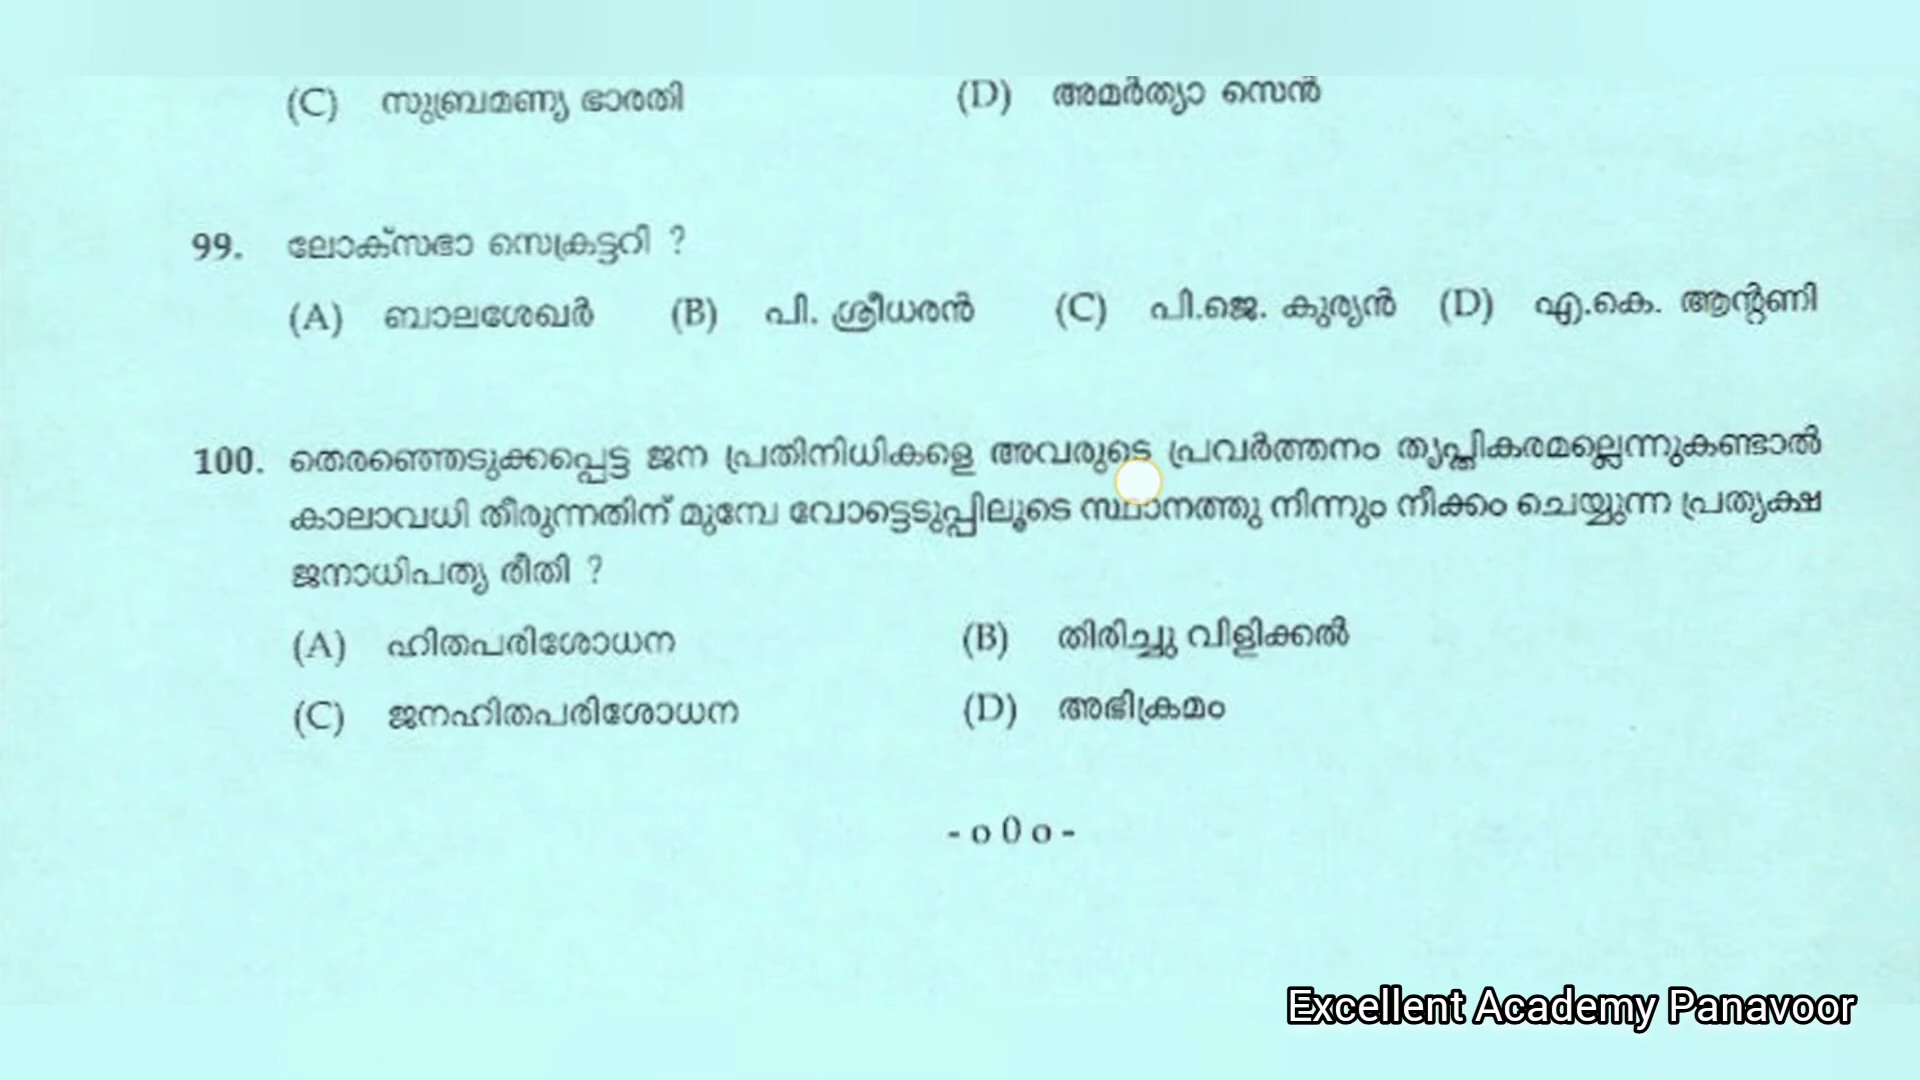 (C) സുബ്രമണ്യ ഭാരതി (D) അമർത്യാ സെൻ
99. ലോക്സഭാ സെക്രട്ടറി ?
(A) ബാലശേഖർ (B) പി. ശ്രീധരൻ (C) പി.ജെ. കുര്യൻ (D) എ.കെ. ആന്റണി
100. തെരഞ്ഞെടുക്കപ്പെട്ട ജന പ്രതിനിധികളെ അവരുടെ പ്രവർത്തനം തൃപ്തികരമല്ലെന്നുകണ്ടാൽ
കാലാവധി തീരുന്നതിന് മുമ്പേ വോട്ടെടുപ്പിലൂടെ സ്ഥാനത്തു നിന്നും നീക്കം ചെയ്യുന്ന പ്രത്യക്ഷ
ജനാധിപത്യ രീതി ?
(A) ഹിതപരിശോധന (B) തിരിച്ചു വിളിക്കൽ
(C) ജനഹിതപരിശോധന (D) അഭിക്രമം
- o 0 o -
Excellent Academy Panavoor